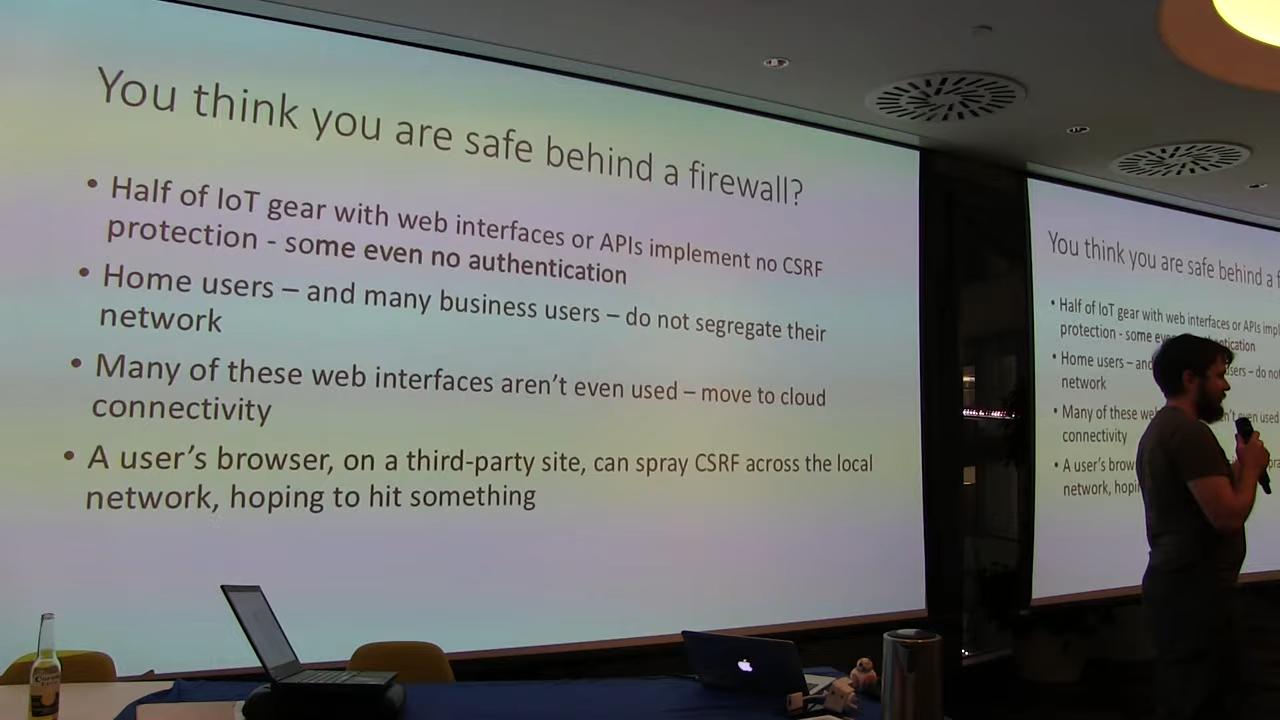 You think you are safe behind a firewall?
• Half of IoT gear with web interfaces or APIs implement no CSRF
protection - some even no authentication
• Home users – and many business users – do not segregate their
network
• Many of these web interfaces aren't even used – move to cloud
connectivity
• A user's browser, on a third-party site, can spray CSRF across the local
network, hoping to hit something
You think you are safe behind a
• Half of IoT gear with web interfaces or APIs
protection - some
• Home users – and
network
• Many of these
connectivity
• A user's
network,
Corona